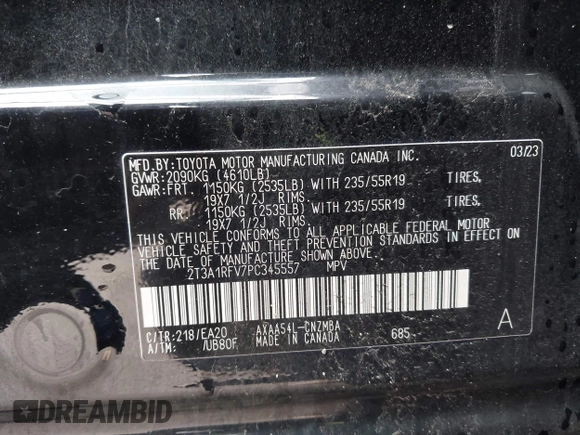 MFD.BY:TOYOTA MOTOR MANUFACTURING CANADA INC. 03/23
GVWR:2090KG (4610LB)
GAWR:FRT. 1150KG (2535LB) WITH 235/55R19 TIRES,
19X7 1/2J RIMS.
RR. 1150KG (2535LB) WITH 235/55R19 TIRES,
19X7 1/2J RIMS.
THIS VEHICLE CONFORMS TO ALL APPLICABLE FEDERAL MOTOR
VEHICLE SAFETY AND THEFT PREVENTION STANDARDS IN EFFECT ON
THE DATE OF MANUFACTURE SHOWN ABOVE.
2T3A1RFV7PC345557 MPV
C/TR:218/EA20 AXAA54L-CNZMBA 685 A
A/TM: /UB80F MADE IN CANADA
DREAMBID